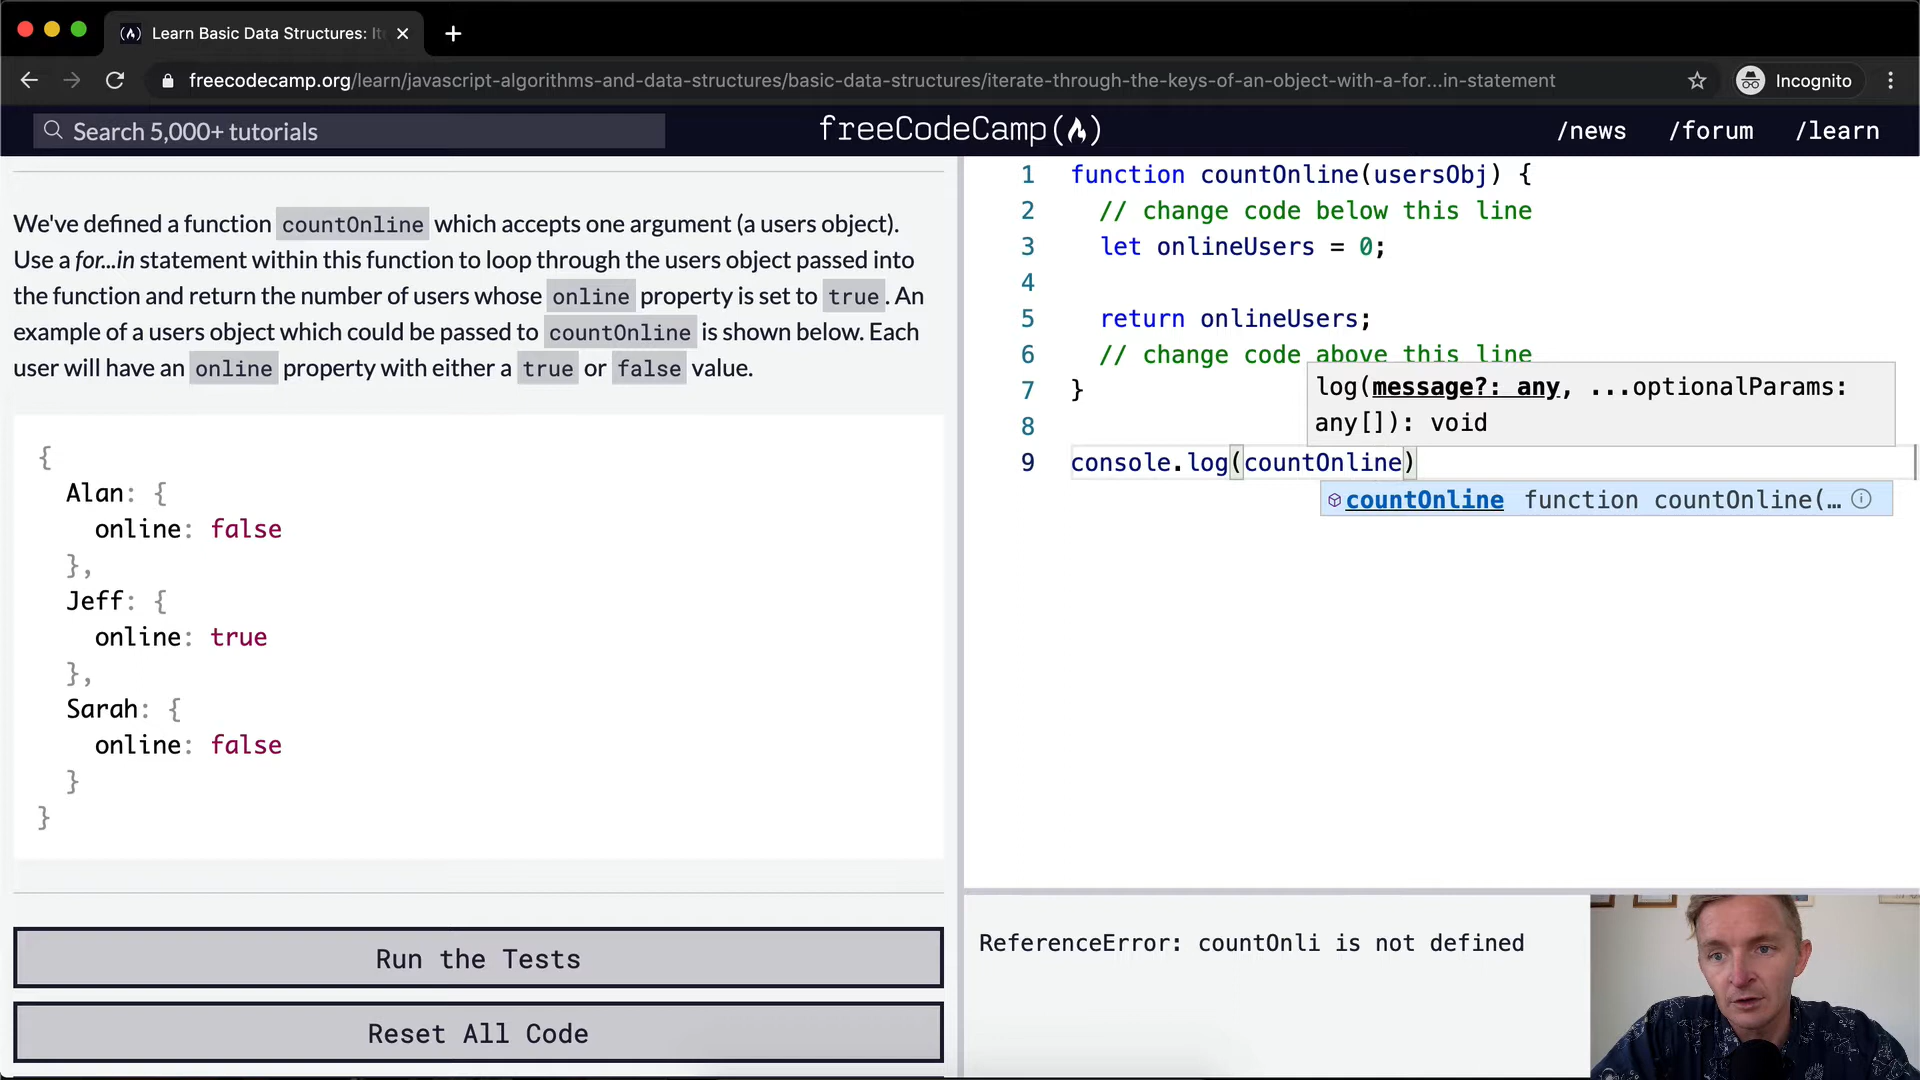 Learn Basic Data Structures: It
freecodecamp.org/learn/javascript-algorithms-and-data-structures/basic-data-structures/iterate-through-the-keys-of-an-object-with-a-for...in-statement
Incognito
Search 5,000+ tutorials
freeCodeCamp
/news
/forum
/learn
We've defined a function countOnline which accepts one argument (a users object).
Use a for...in statement within this function to loop through the users object passed into
the function and return the number of users whose online property is set to true. An
example of a users object which could be passed to countOnline is shown below. Each
user will have an online property with either a true or false value.
{
Alan: {
online: false
},
Jeff: {
online: true
},
Sarah: {
online: false
}
}
Run the Tests
Reset All Code
1 function countOnline(usersObj) {
2 // change code below this line
3 let onlineUsers = 0;
4
5 return onlineUsers;
6 // change code above this line
7 }
8
9 console.log(countOnline)
log(message?: any, ...optionalParams:
any[]): void
countOnline function countOnline(…
ReferenceError: countOnli is not defined